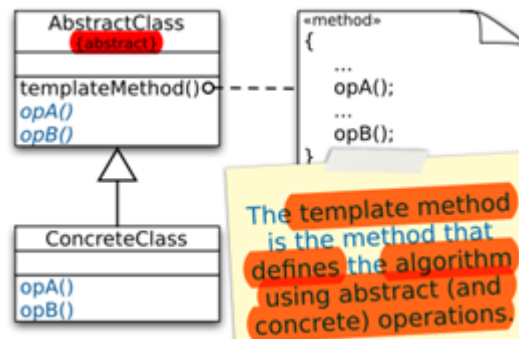 AbstractClass
{abstract}
templateMethod()
opA()
opB()
ConcreteClass
opA()
opB()
«method»
{
...
opA();
...
opB();
}
The template method
is the method that
defines the algorithm
using abstract (and
concrete) operations.